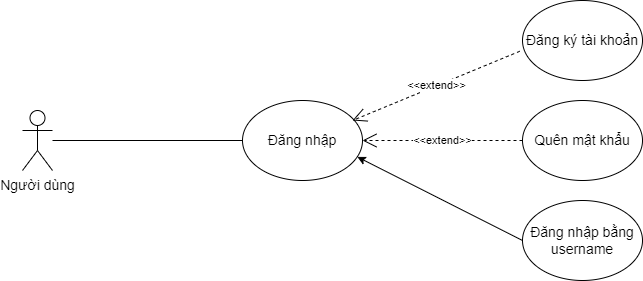 Đăng ký tài khoản
<<extend>>
Đăng nhập
<<extend>>
Quên mật khẩu
Người dùng
Đăng nhập bằng
username